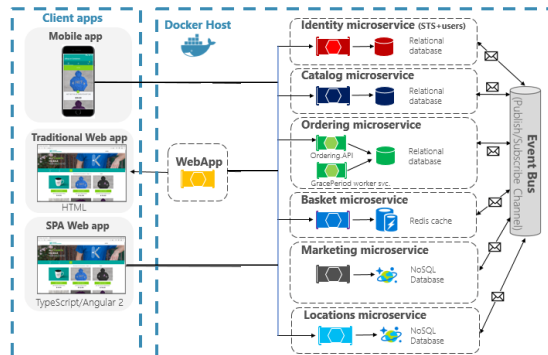 Client apps
Mobile app
Traditional Web app
HTML
SPA Web app
TypeScript/Angular 2
Docker Host
WebApp
Identity microservice (STS+users)
Relational
database
Catalog microservice
Relational
database
Ordering microservice
Ordering API
Relational
database
GracePeriod worker svc.
Basket microservice
Redis cache
Marketing microservice
NoSQL
Database
Locations microservice
NoSQL
Database
Event Bus
(Publish/Subscribe Channel)